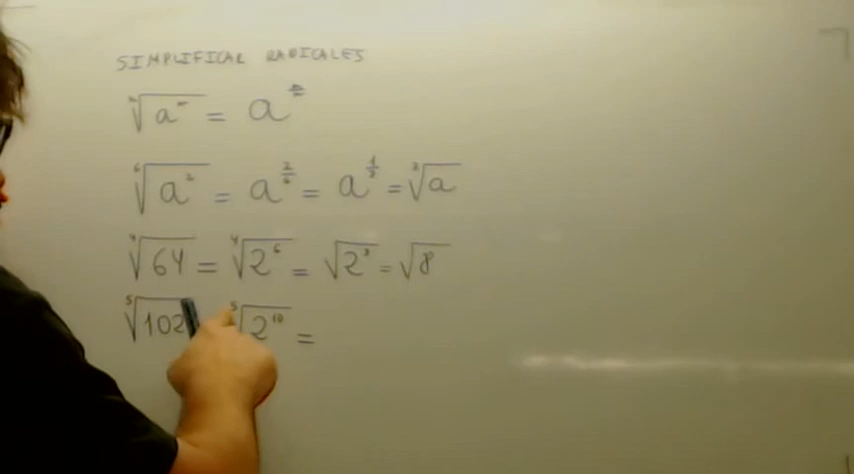 SIMPLIFICAR RADICALES
ⁿ√aᵐ = a^(m/n)
⁶√a² = a^(2/6) = a^(1/3) = ³√a
⁴√64 = ⁴√2⁶ = √2³ = √8
⁵√102 ⁵√2¹⁰ =